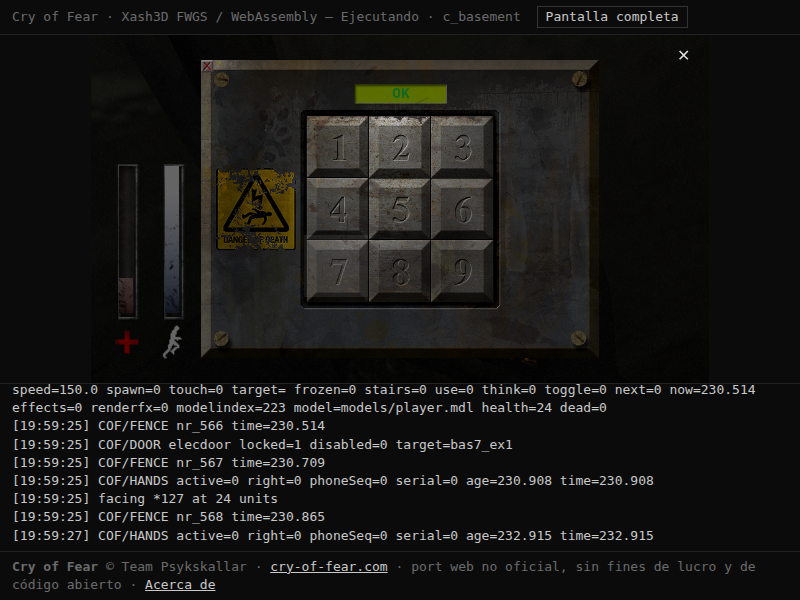 Cry of Fear · Xash3D FWGS / WebAssembly — Ejecutando · c_basement
Pantalla completa
×
OK
1 2 3
4 5 6
7 8 9
DANGER OF DEATH
speed=150.0 spawn=0 touch=0 target= frozen=0 stairs=0 use=0 think=0 toggle=0 next=0 now=230.514
effects=0 renderfx=0 modelindex=223 model=models/player.mdl health=24 dead=0
[19:59:25] COF/FENCE nr_566 time=230.514
[19:59:25] COF/DOOR elecdoor locked=1 disabled=0 target=bas7_ex1
[19:59:25] COF/FENCE nr_567 time=230.709
[19:59:25] COF/HANDS active=0 right=0 phoneSeq=0 serial=0 age=230.908 time=230.908
[19:59:25] facing *127 at 24 units
[19:59:25] COF/FENCE nr_568 time=230.865
[19:59:27] COF/HANDS active=0 right=0 phoneSeq=0 serial=0 age=232.915 time=232.915
Cry of Fear © Team Psykskallar · cry-of-fear.com · port web no oficial, sin fines de lucro y de
código abierto · Acerca de